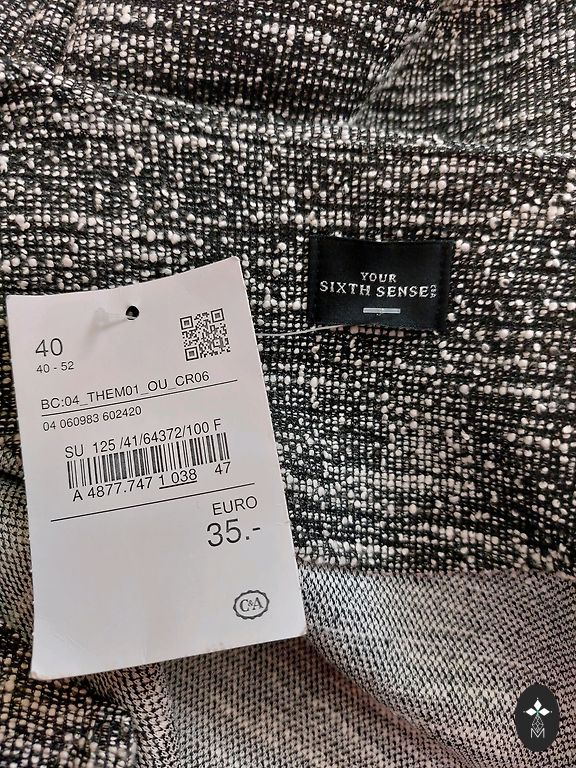 YOUR
SIXTH SENSE
40
40 - 52
BC:04_THEM01_OU_CR06
04 060983 602420
SU 125 /41/64372/100 F
A 4877.747 1 038 47
EURO
35.-
C&A
M